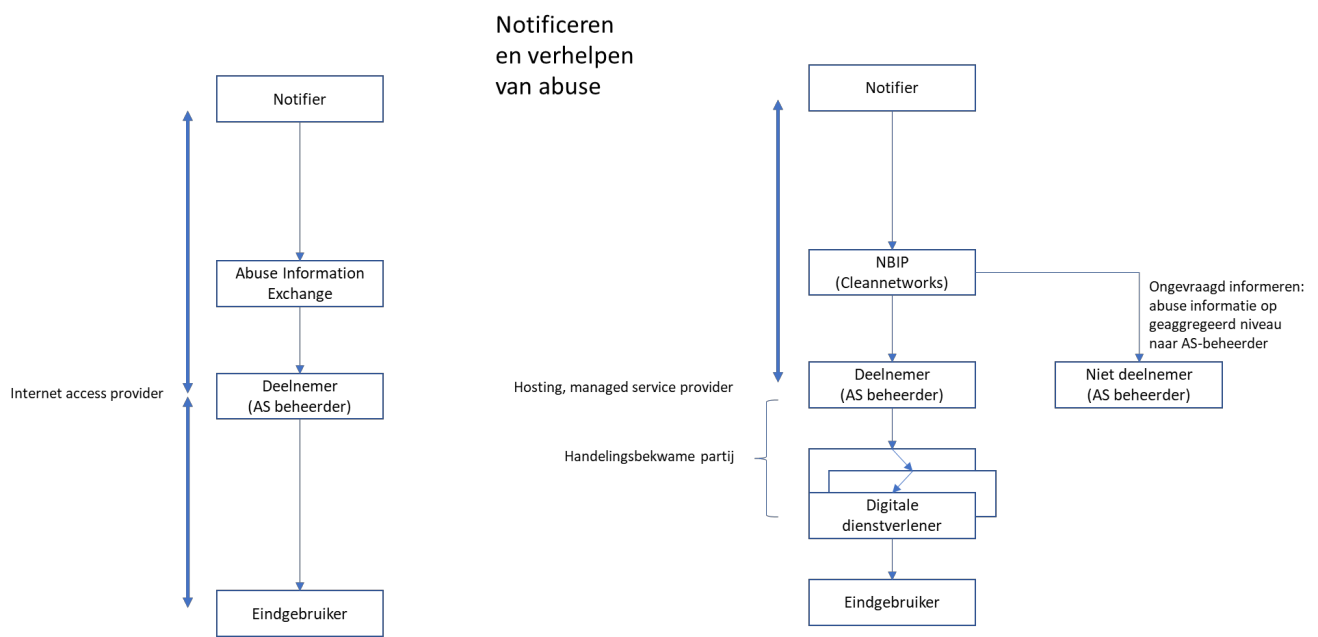 Notificeren
en verhelpen
van abuse
Notifier
Abuse Information
Exchange
Internet access provider
Deelnemer
(AS beheerder)
Eindgebruiker
Notifier
NBIP
(Cleannetworks)
Ongevraagd informeren:
abuse informatie op
geaggregeerd niveau
naar AS-beheerder
Hosting, managed service provider
Deelnemer
(AS beheerder)
Niet deelnemer
(AS beheerder)
Handelingsbekwame partij
Digitale
dienstverlener
Eindgebruiker